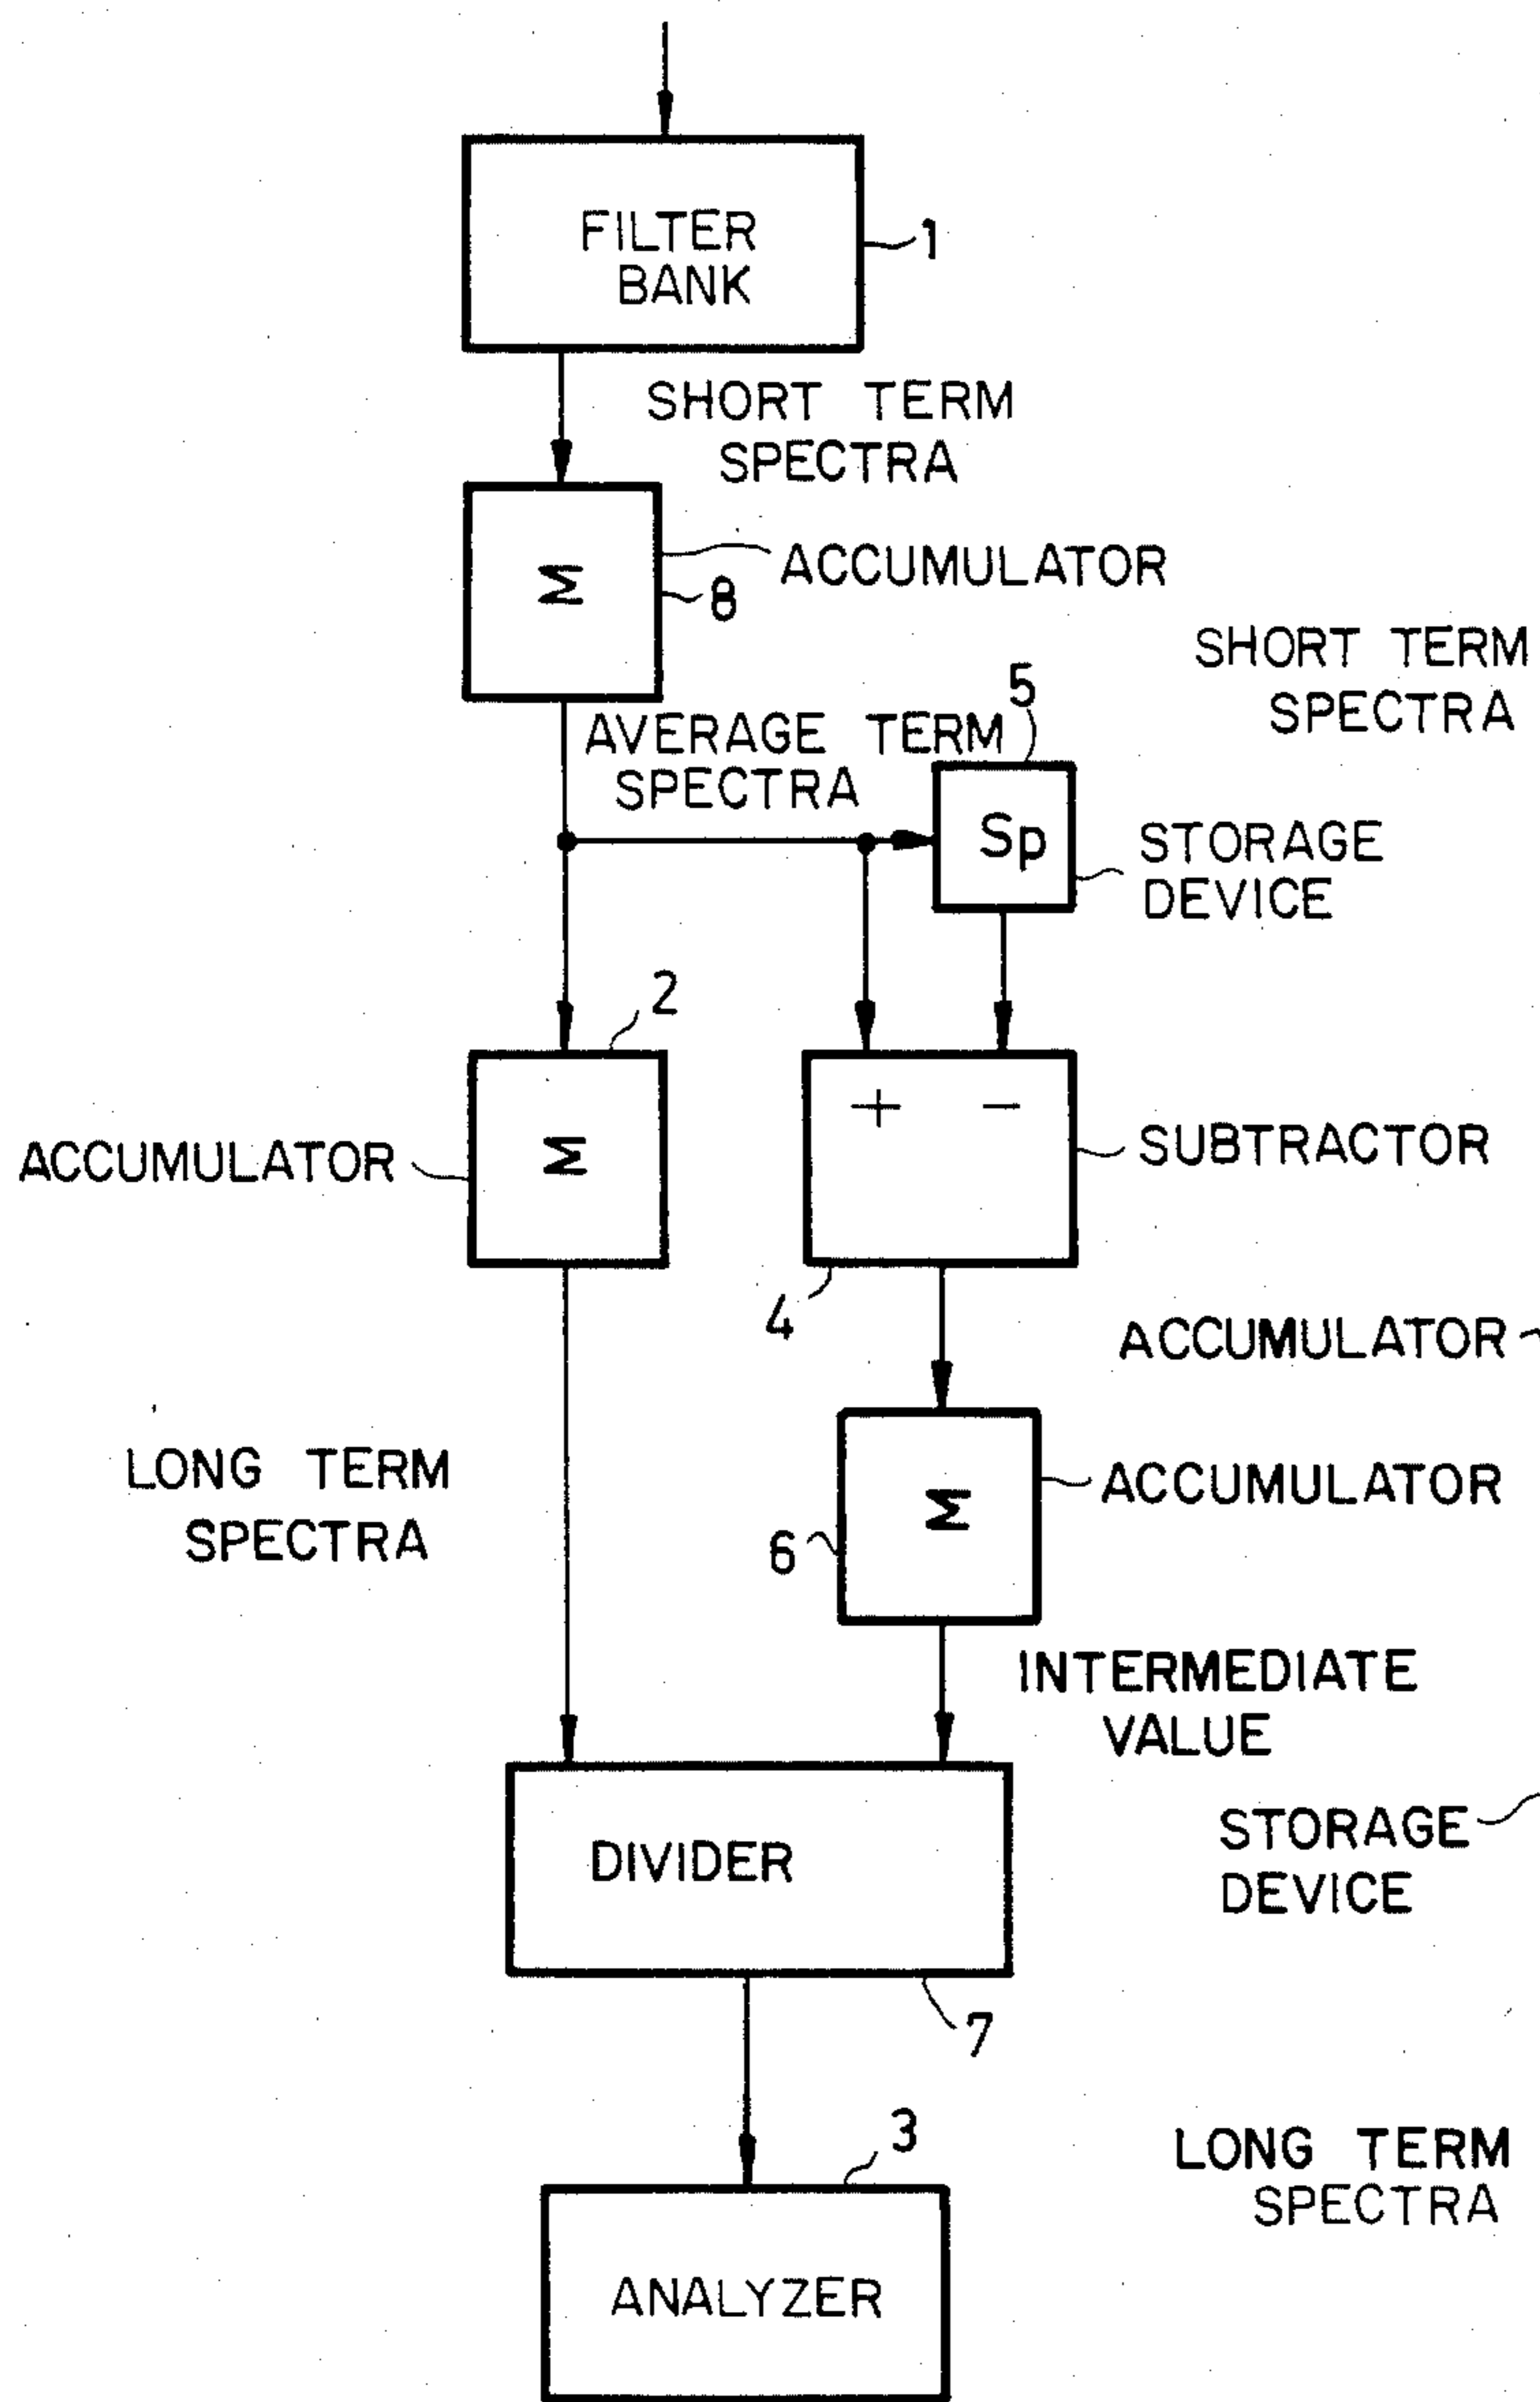 FILTER
BANK
1
SHORT TERM
SPECTRA
Σ
ACCUMULATOR
8
SHORT TERM
SPECTRA
5
AVERAGE TERM
SPECTRA
Sp
STORAGE
DEVICE
2
Σ
ACCUMULATOR
+ −
SUBTRACTOR
4
ACCUMULATOR
LONG TERM
SPECTRA
Σ
ACCUMULATOR
6
INTERMEDIATE
VALUE
DIVIDER
STORAGE
DEVICE
7
3
LONG TERM
SPECTRA
ANALYZER